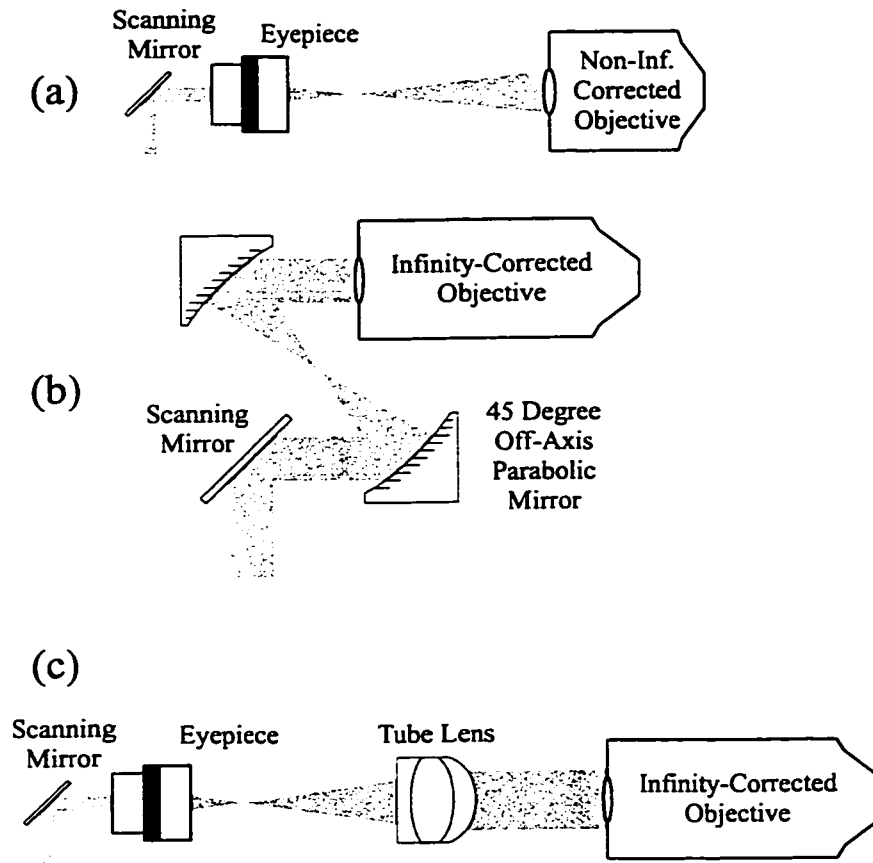 (a)
Scanning
Mirror
Eyepiece
Non-Inf.
Corrected
Objective
(b)
Infinity-Corrected
Objective
Scanning
Mirror
45 Degree
Off-Axis
Parabolic
Mirror
(c)
Scanning
Mirror
Eyepiece
Tube Lens
Infinity-Corrected
Objective